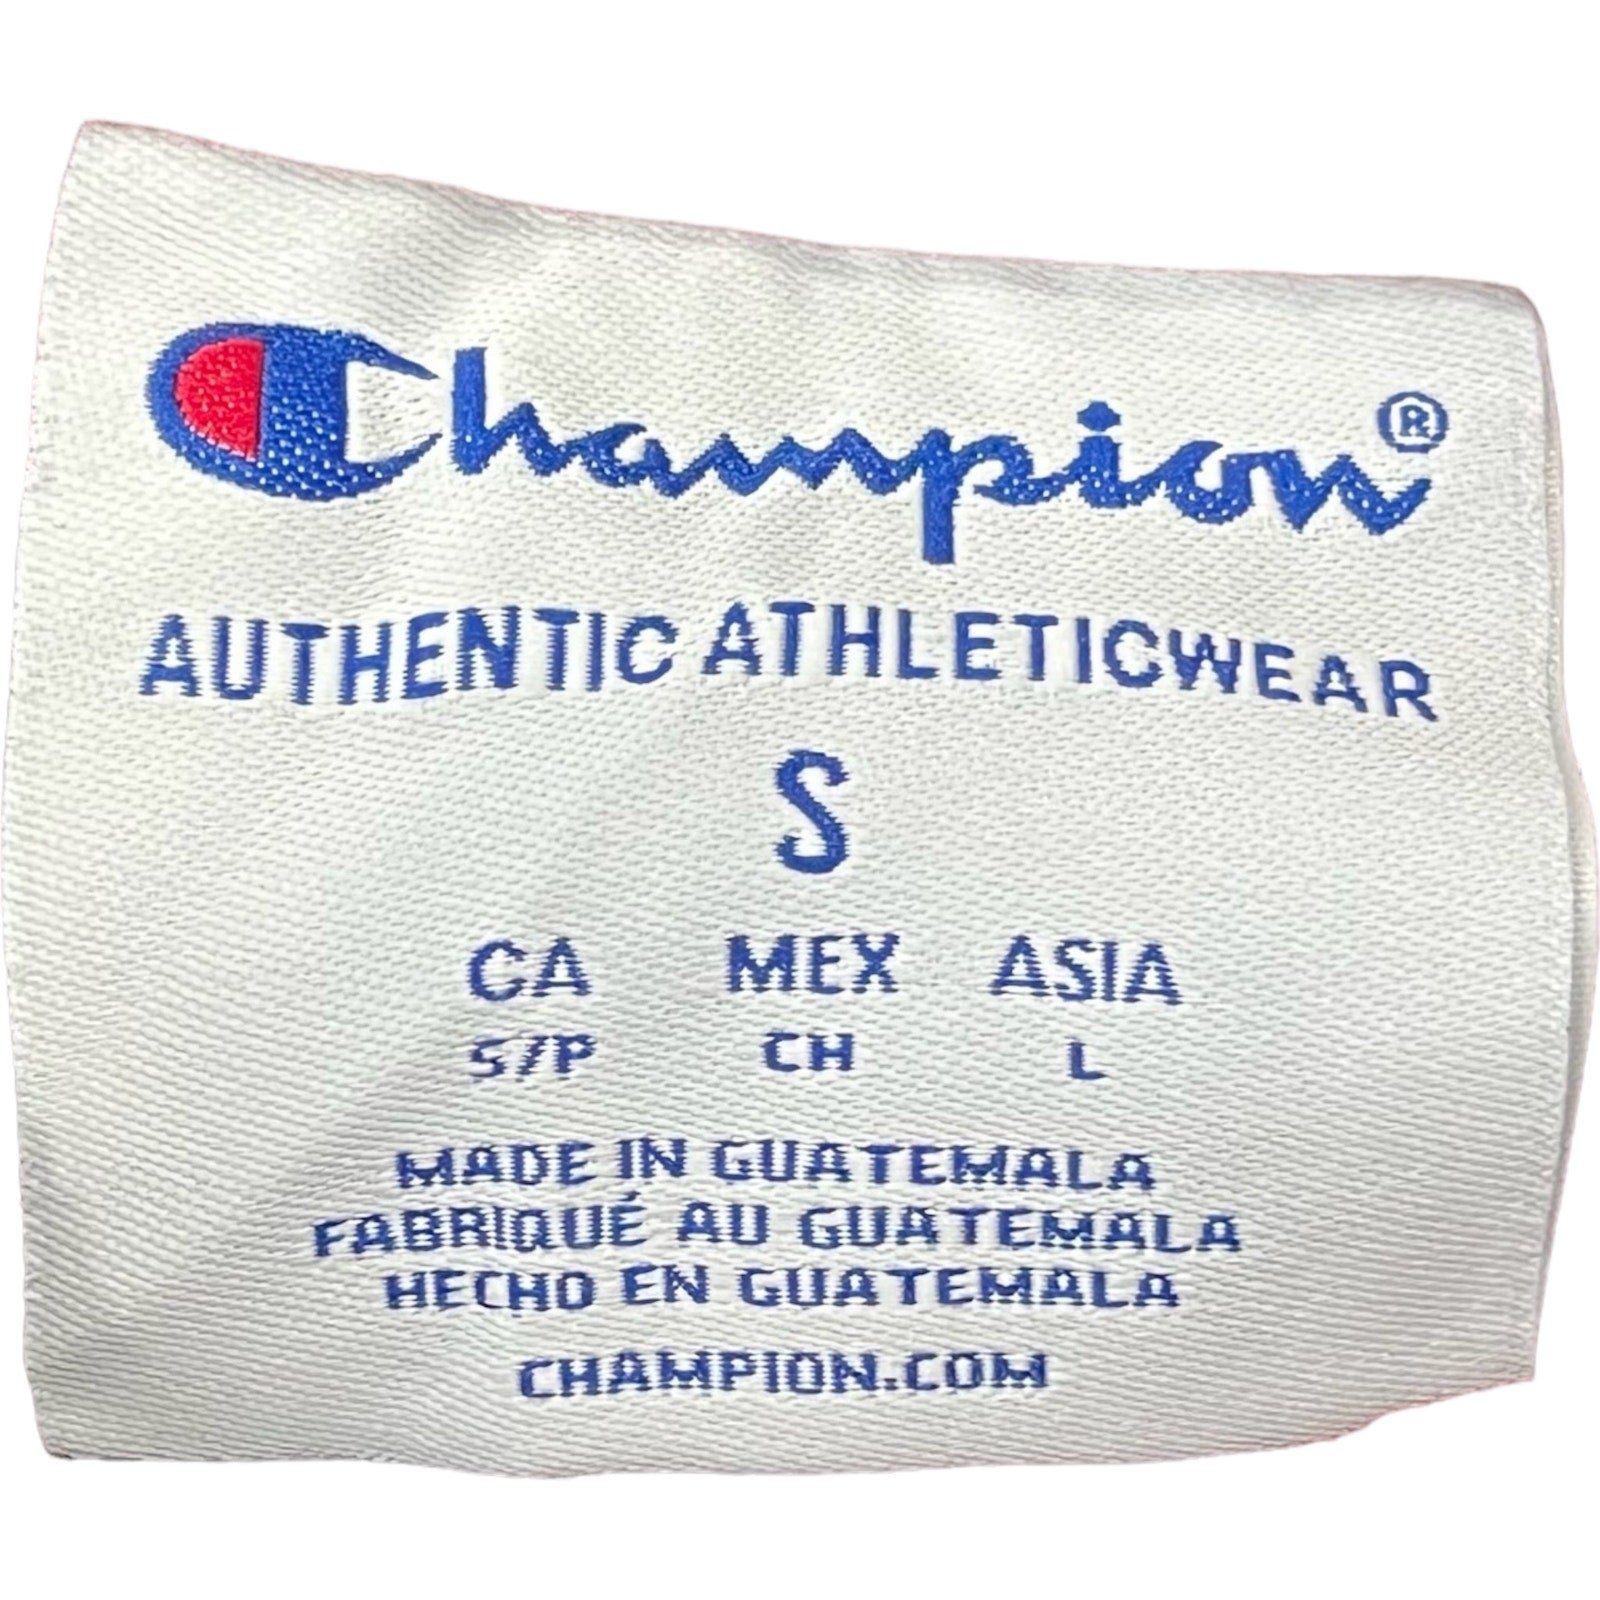 Champion®
AUTHENTIC ATHLETICWEAR
S
CA MEX ASIA
S/P CH L
MADE IN GUATEMALA
FABRIQUÉ AU GUATEMALA
HECHO EN GUATEMALA
CHAMPION.COM